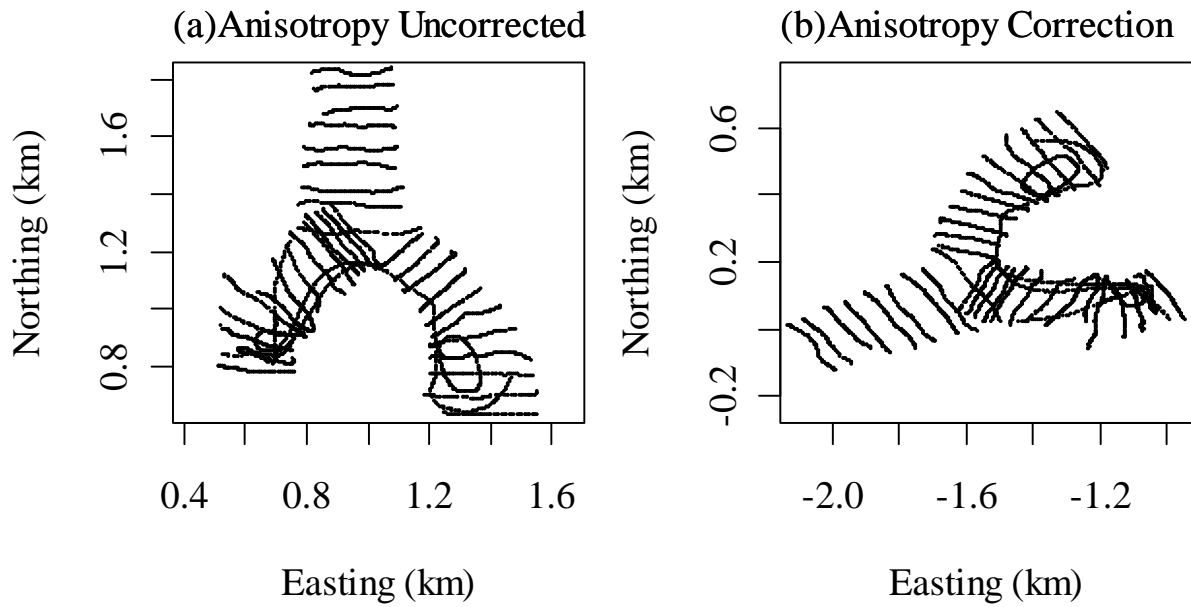 (a)Anisotropy Uncorrected
Northing (km)
1.6
1.2
0.8
0.4 0.8 1.2 1.6
Easting (km)
(b)Anisotropy Correction
Northing (km)
0.6
0.2
-0.2
-2.0 -1.6 -1.2
Easting (km)